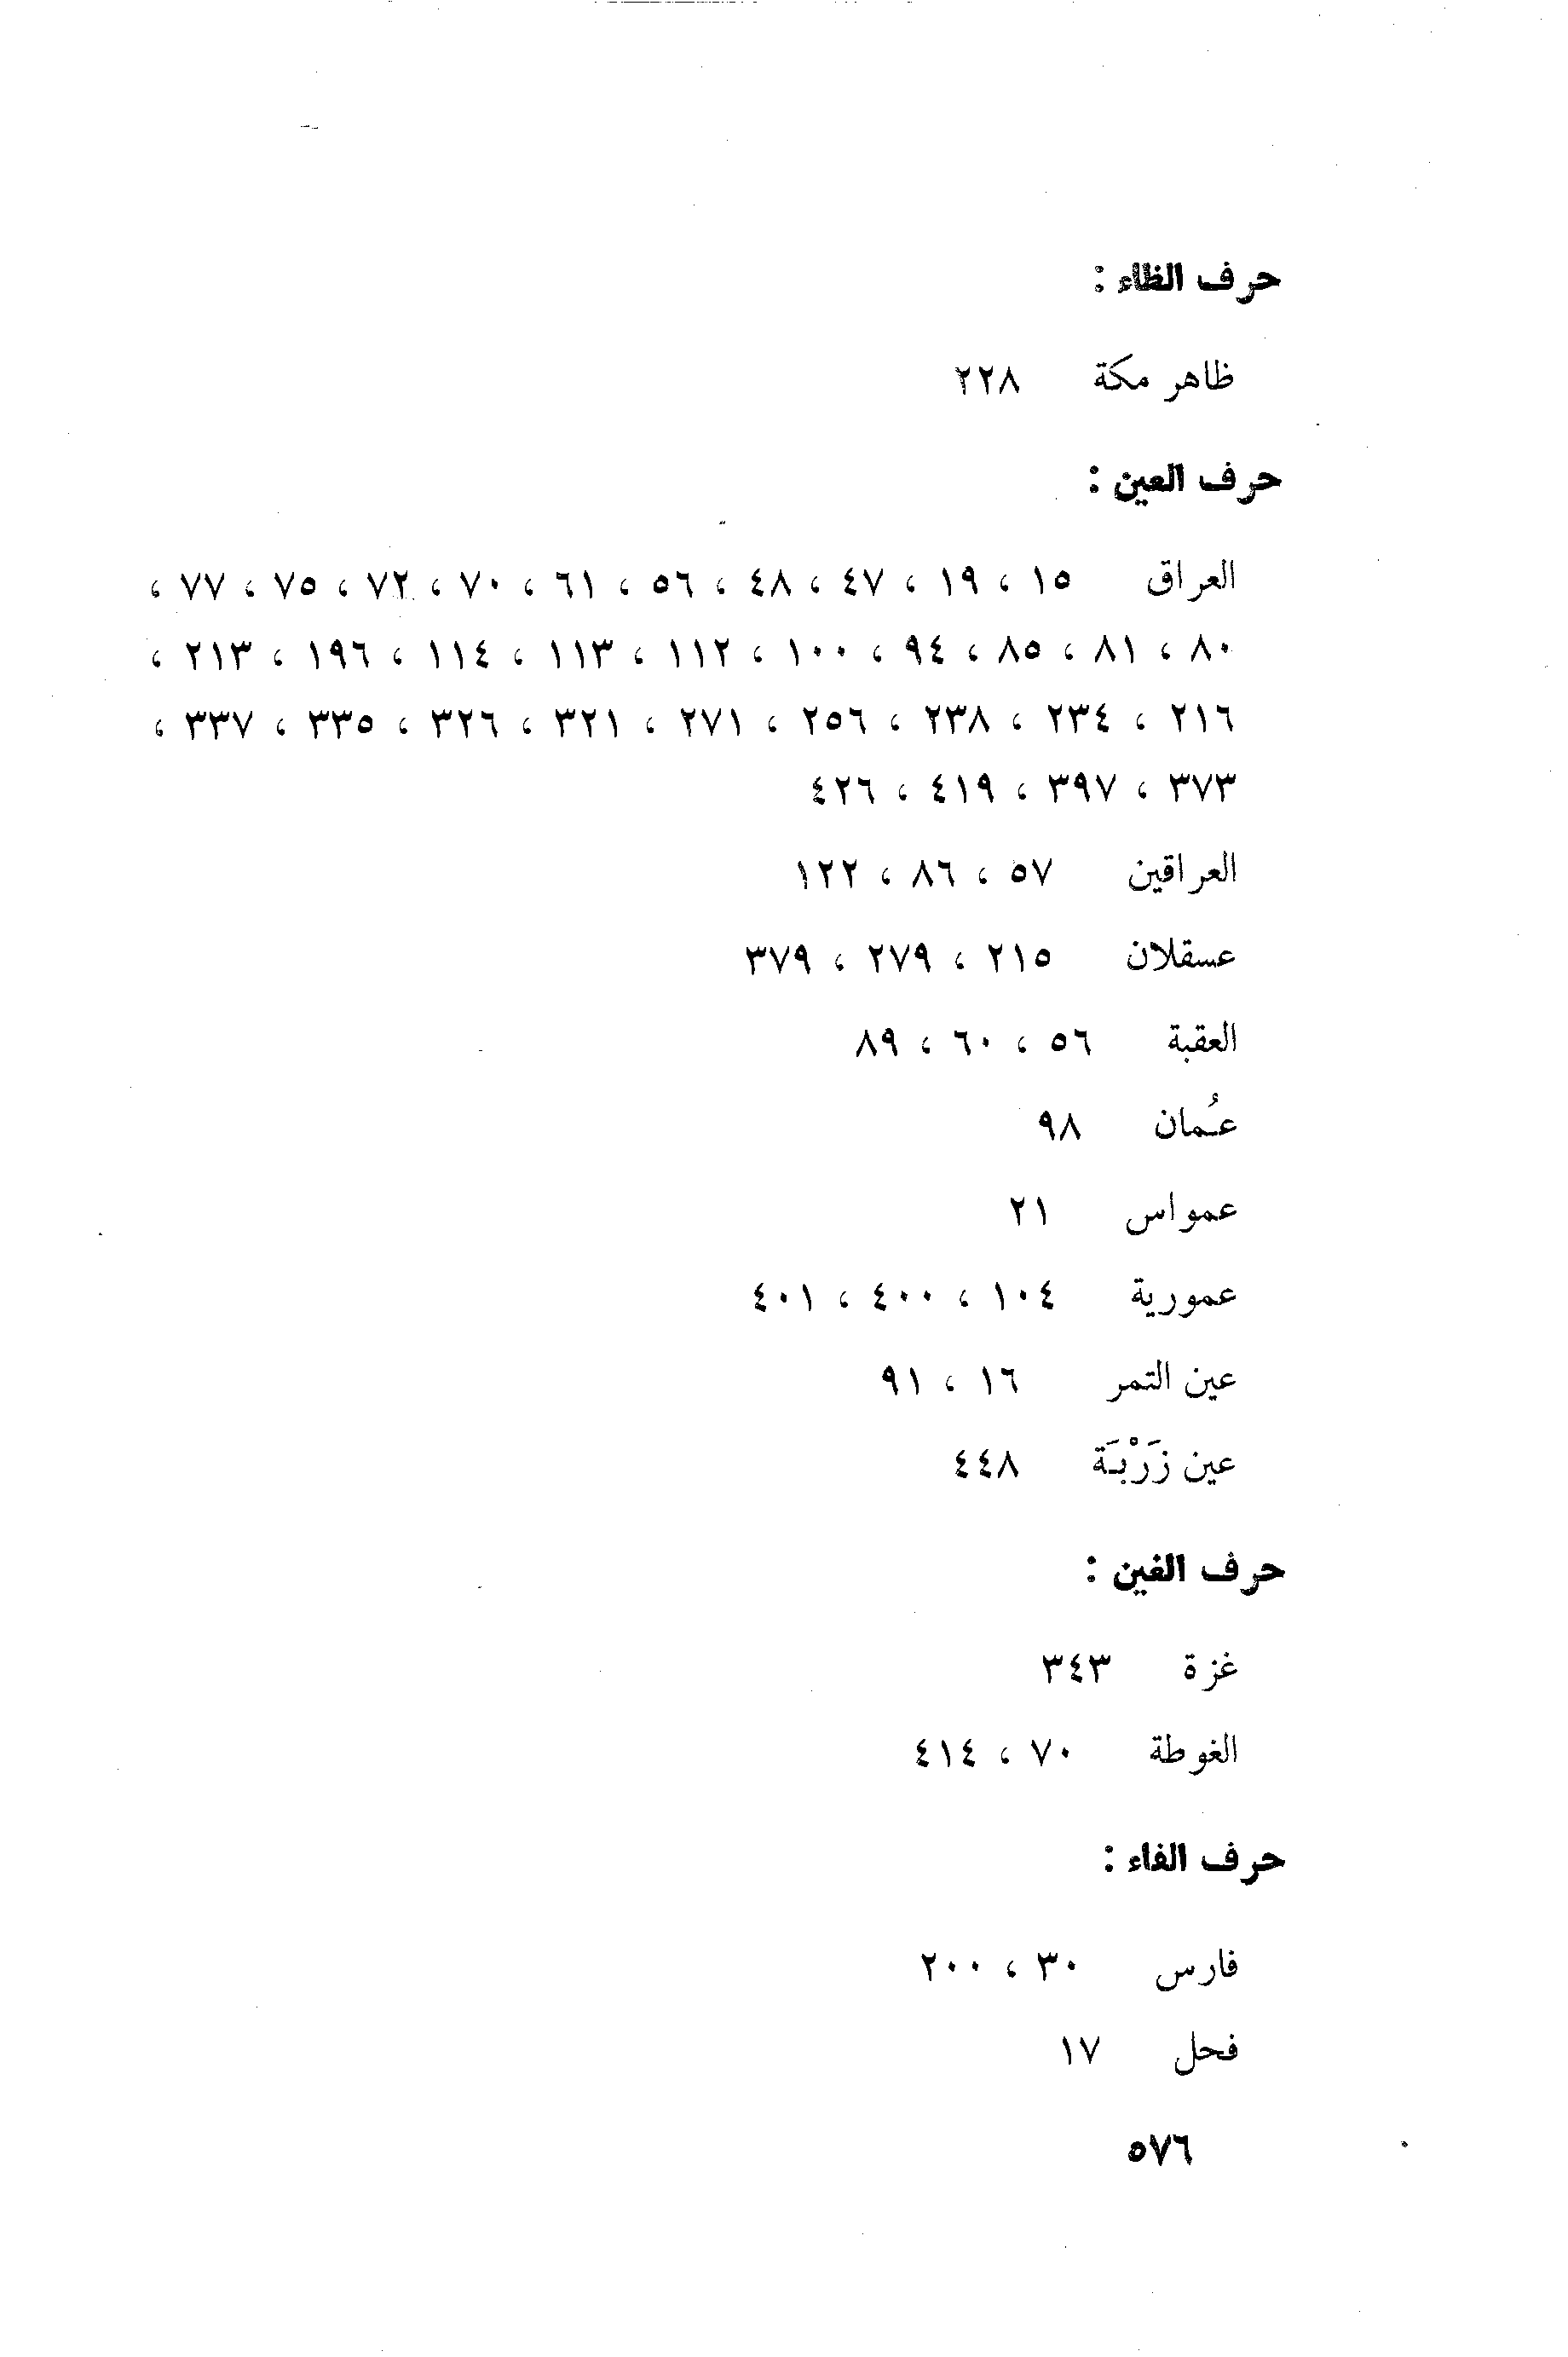 حرف الظاء :
ظاهر مكة ٢٢٨
حرف العين :
العراق ١٥ ، ١٩ ، ٤٧ ، ٤٨ ، ٥٦ ، ٦١ ، ٧٠ ، ٧٢ ، ٧٥ ، ٧٧ ،
٨٠ ، ٨١ ، ٨٥ ، ٩٤ ، ١٠٠ ، ١١٢ ، ١١٣ ، ١١٤ ، ١٩٦ ، ٢١٣ ،
٢١٦ ، ٢٣٤ ، ٢٣٨ ، ٢٥٦ ، ٢٧١ ، ٣٢١ ، ٣٢٦ ، ٣٣٥ ، ٣٣٧ ،
٣٧٣ ، ٣٩٧ ، ٤١٩ ، ٤٢٦
العراقين ٥٧ ، ٨٦ ، ١٢٢
عسقلان ٢١٥ ، ٢٧٩ ، ٣٧٩
العقبة ٥٦ ، ٦٠ ، ٨٩
عُمان ٩٨
عمواس ٢١
عمورية ١٠٤ ، ٤٠٠ ، ٤٠١
عين التمر ١٦ ، ٩١
عين زَرْبَة ٤٤٨
حرف الغين :
غزة ٣٤٣
الغوطة ٧٠ ، ٤١٤
حرف الفاء :
فارس ٣٠ ، ٢٠٠
فحل ١٧
٥٧٦